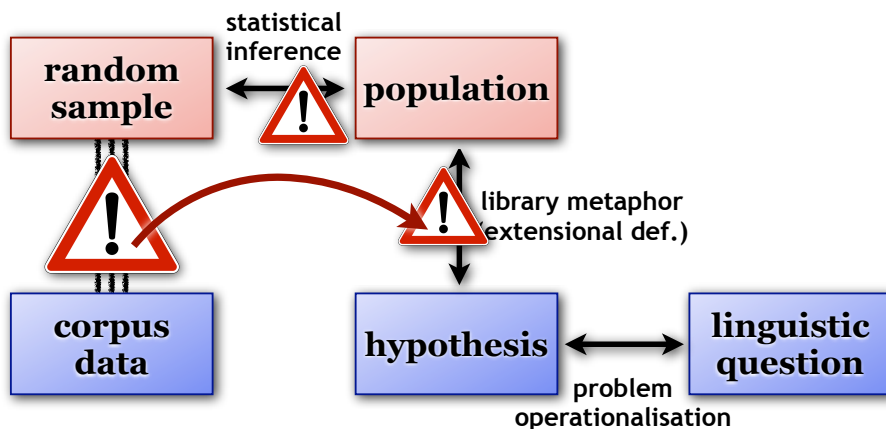 statistical
inference
random
sample
population
library metaphor
(extensional def.)
corpus
data
hypothesis
linguistic
question
problem
operationalisation